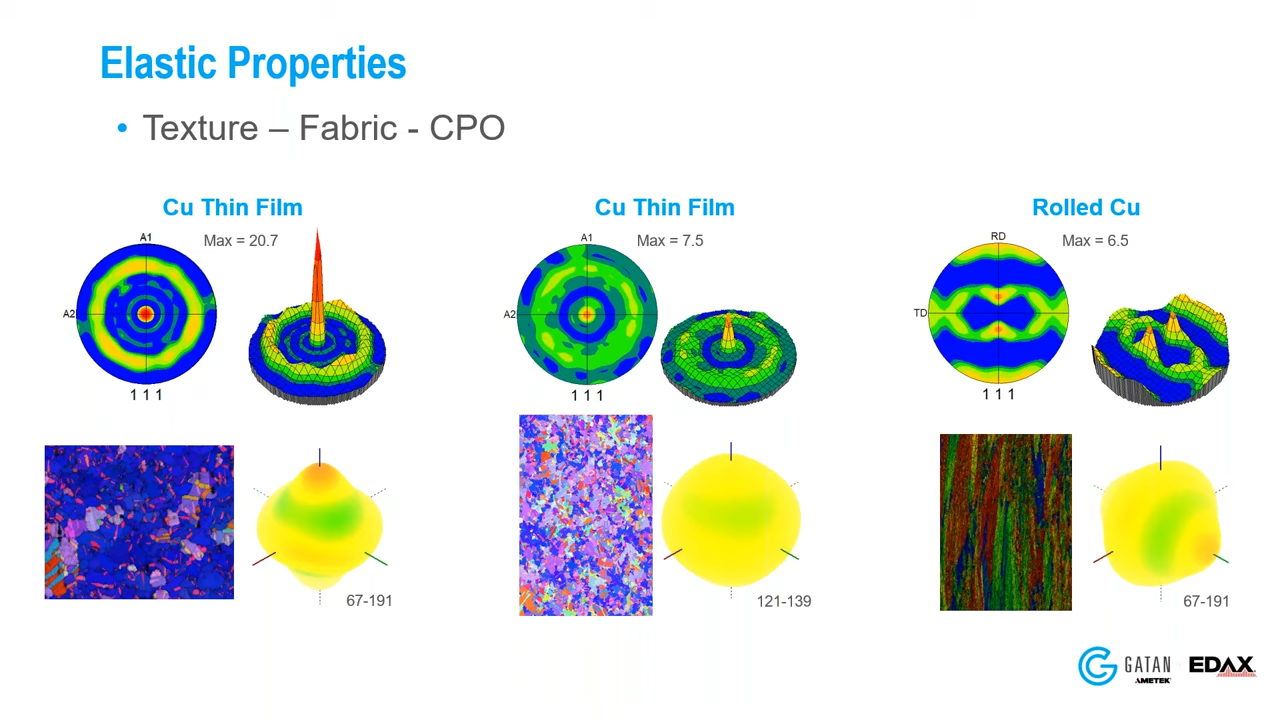 Elastic Properties
• Texture – Fabric - CPO
Cu Thin Film
Max = 20.7
A1
A2
1 1 1
67-191
Cu Thin Film
Max = 7.5
A1
A2
1 1 1
121-139
Rolled Cu
Max = 6.5
RD
TD
1 1 1
67-191
GATAN
AMETEK
EDAX